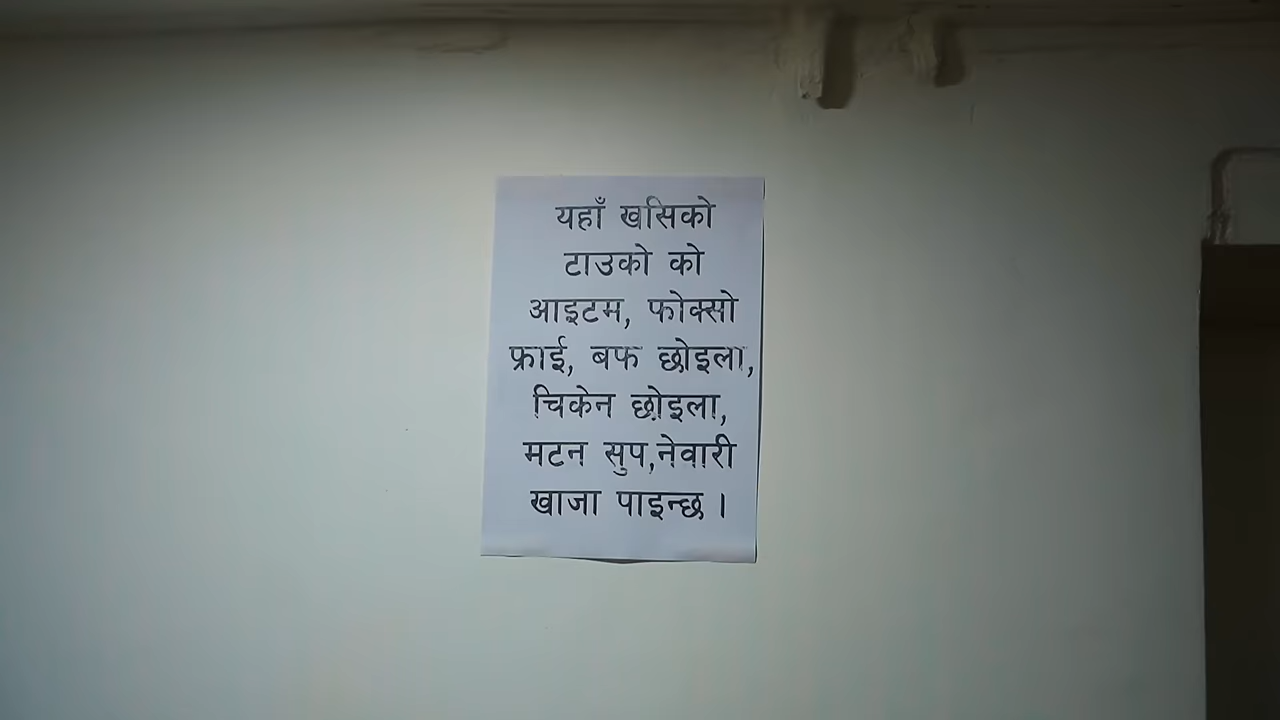 यहाँ खसिको
टाउको को
आइटम, फोक्सो
फ्राई, बफ छोइला,
चिकेन छोइला,
मटन सुप,नेवारी
खाजा पाइन्छ ।